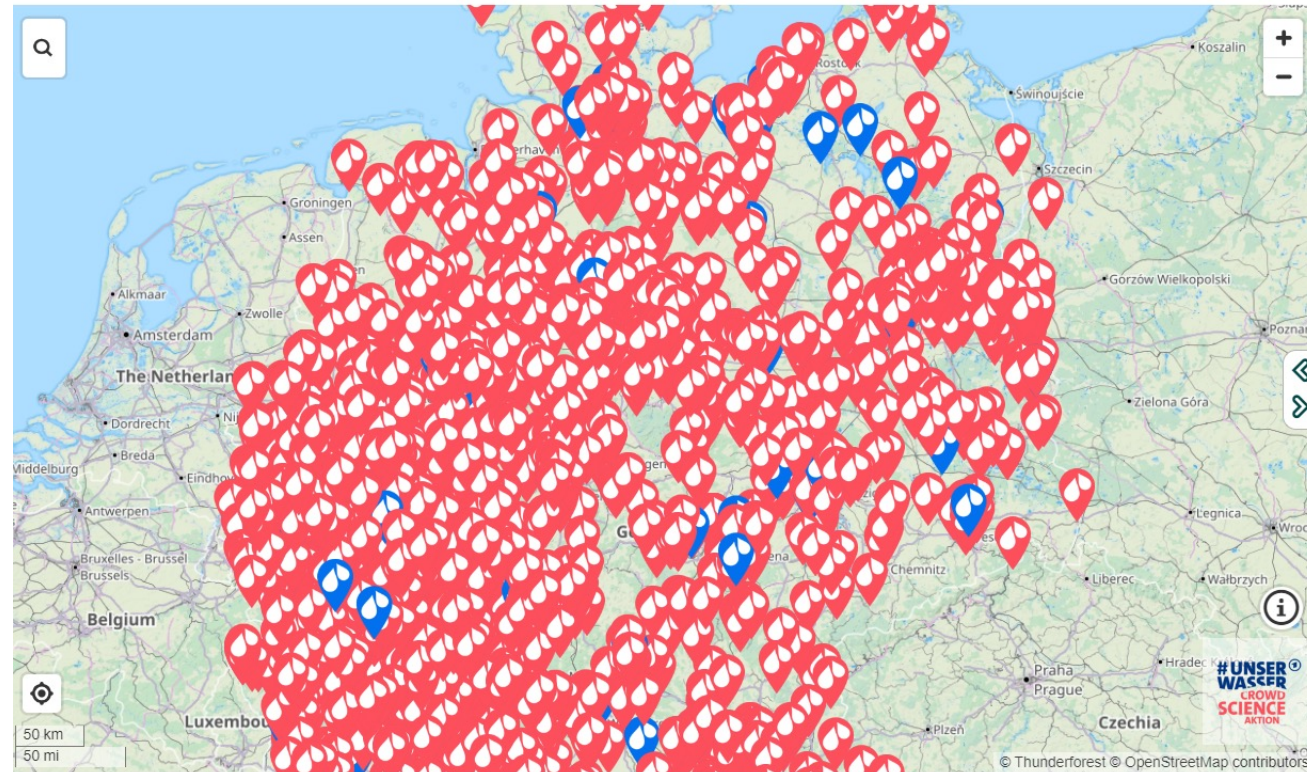 Koszalin
Rostock
Świnoujście
Szczecin
Groningen
Assen
Alkmaar
Zwolle
Gorzów Wielkopolski
Amsterdam
The Netherlan
Zielona Góra
Dordrecht
Breda
Middelburg
Eindho
Antwerpen
Legnica
Bruxelles - Brussel
Brussels
Chemnitz
Liberec
Wałbrzych
Belgium
Praha
Prague
Hradec
#UNSER
WASSER
CROWD
SCIENCE
AKTION
Luxembou
Plzeň
Czechia
50 km
50 mi
© Thunderforest © OpenStreetMap contributors